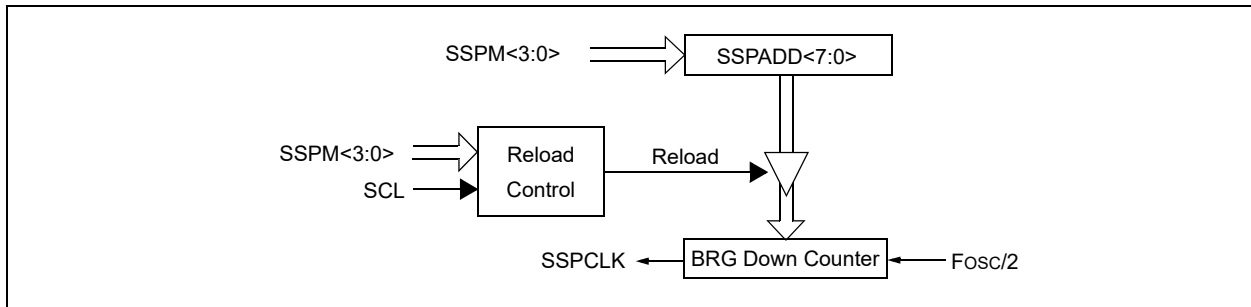 SSPM<3:0>
SSPADD<7:0>
SSPM<3:0>
Reload
Control
SCL
Reload
SSPCLK
BRG Down Counter
FOSC/2